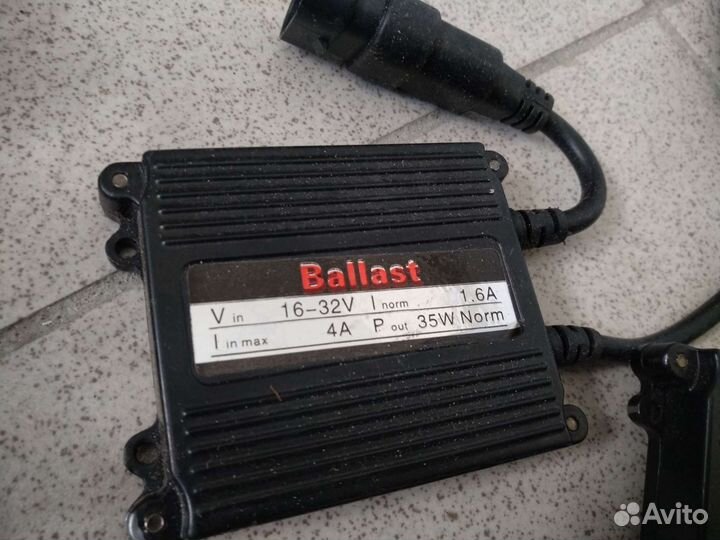 Ballast
V in 16-32V I norm 1.6A
I in max 4A P out 35W Norm
Avito